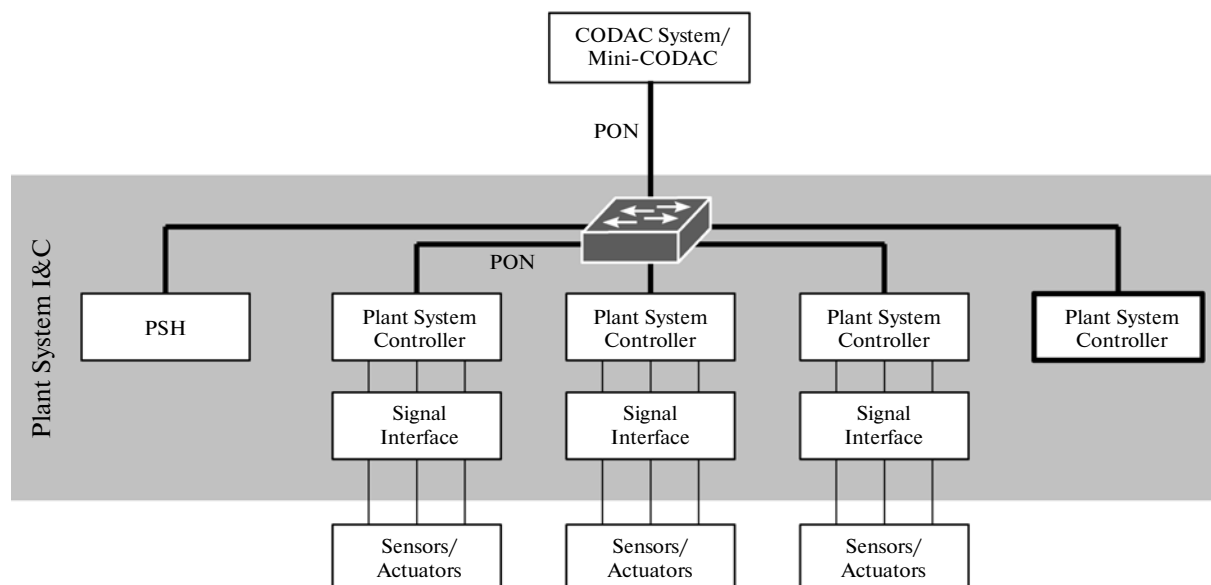 CODAC System/
Mini-CODAC
PON
Plant System I&C
PON
PSH
Plant System
Controller
Plant System
Controller
Plant System
Controller
Plant System
Controller
Signal
Interface
Signal
Interface
Signal
Interface
Sensors/
Actuators
Sensors/
Actuators
Sensors/
Actuators